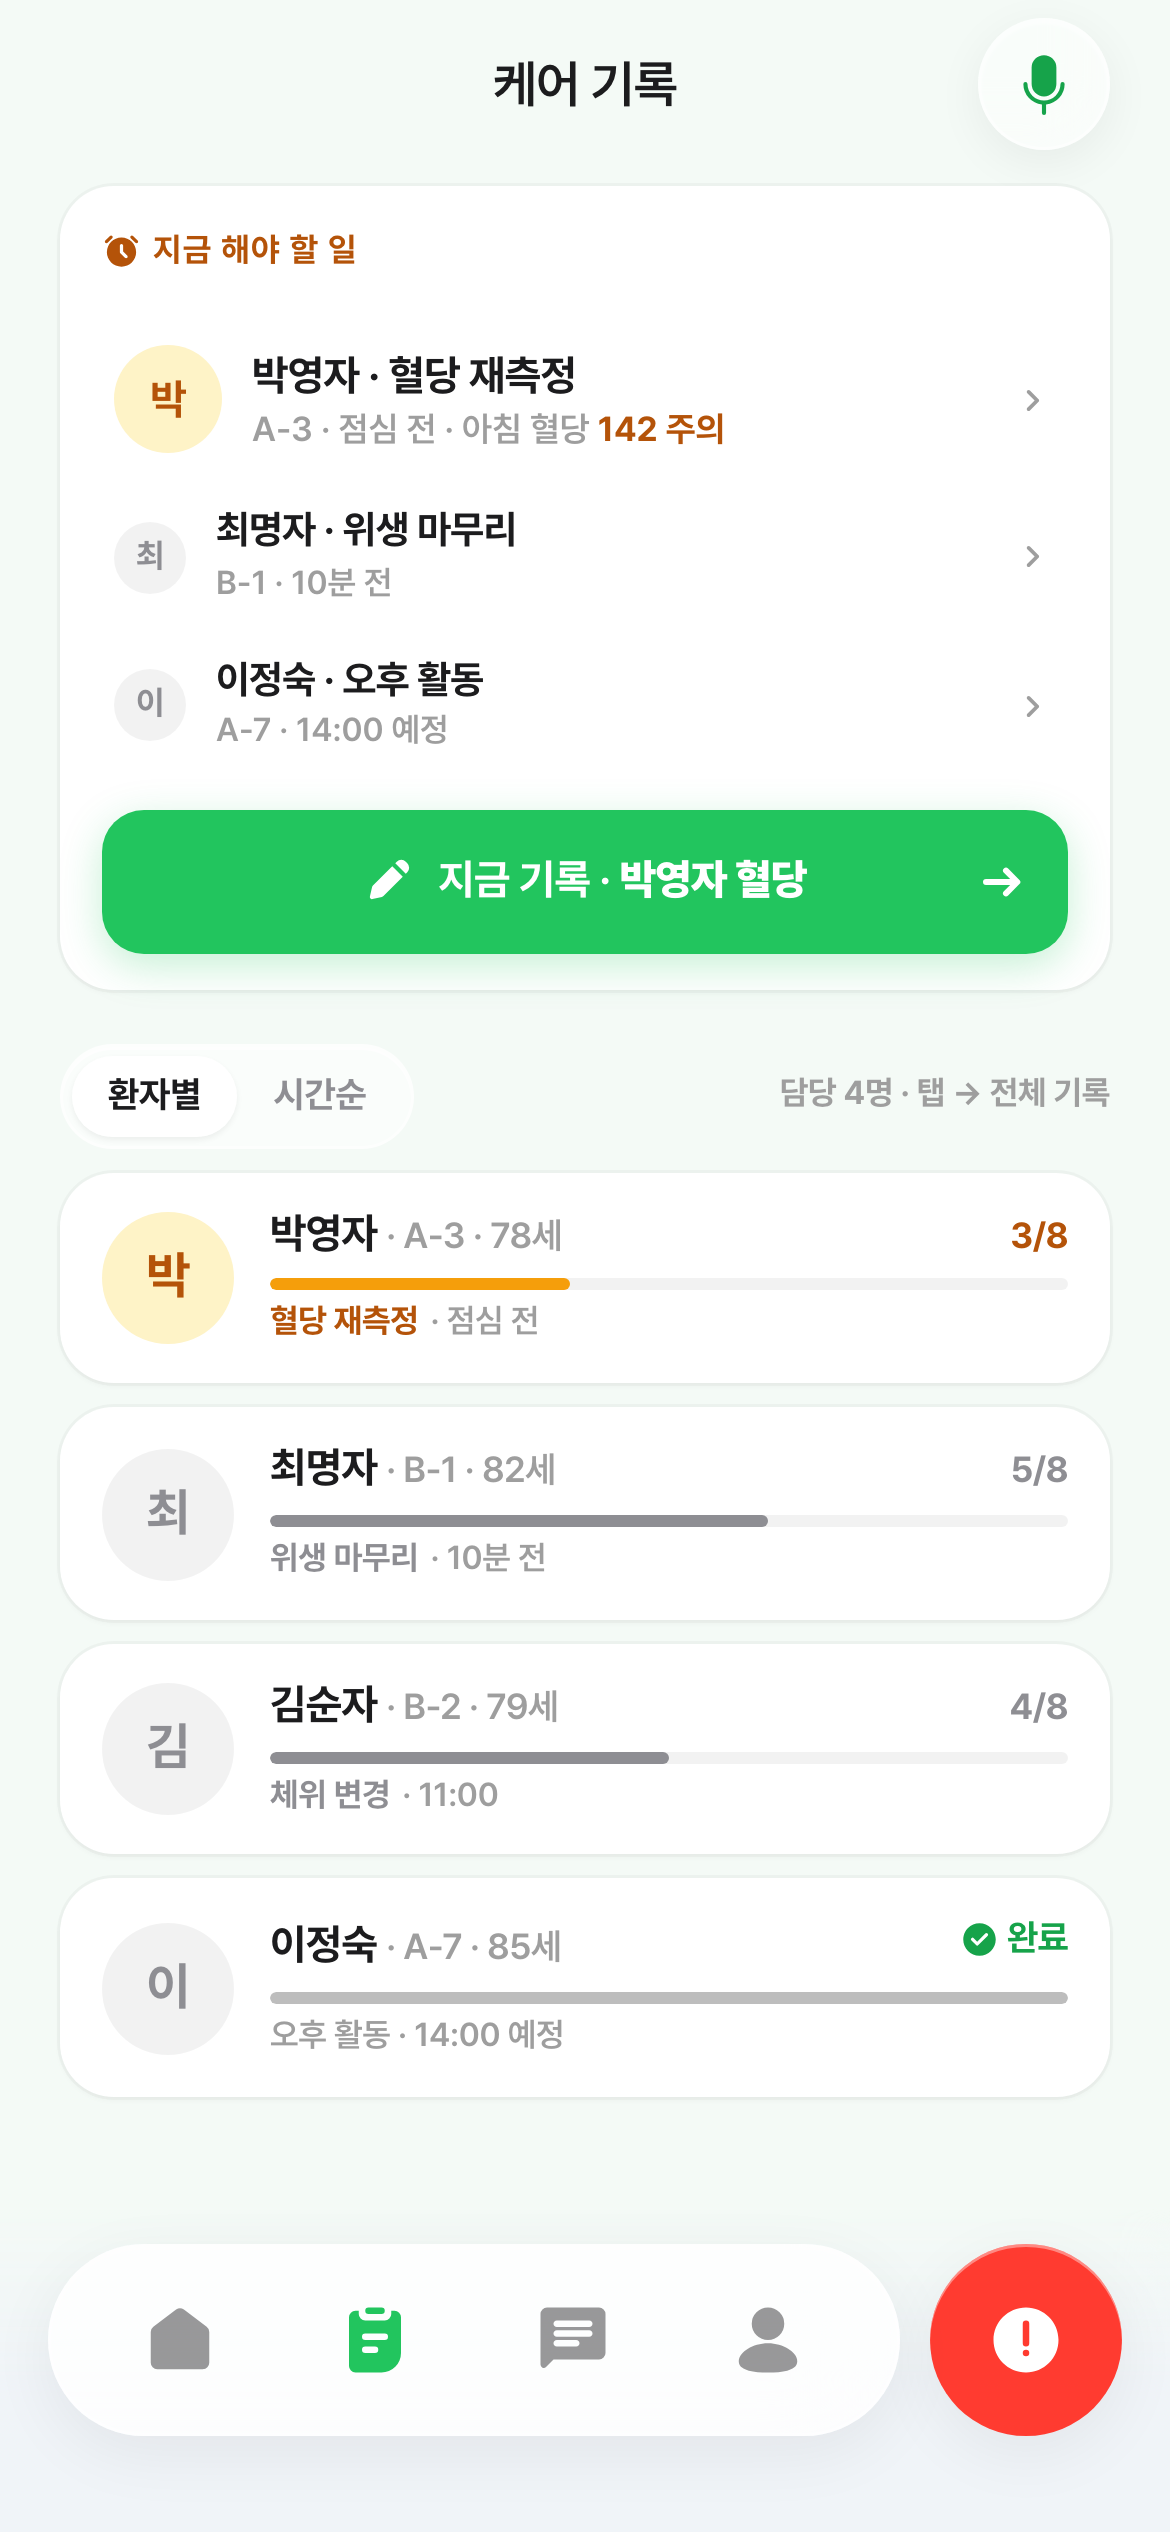 케어 기록
지금 해야 할 일
박
박영자 · 혈당 재측정
A-3 · 점심 전 · 아침 혈당 142 주의
최
최명자 · 위생 마무리
B-1 · 10분 전
이
이정숙 · 오후 활동
A-7 · 14:00 예정
지금 기록 · 박영자 혈당
환자별 시간순 담당 4명 · 탭 → 전체 기록
박
박영자 · A-3 · 78세 3/8
혈당 재측정 · 점심 전
최
최명자 · B-1 · 82세 5/8
위생 마무리 · 10분 전
김
김순자 · B-2 · 79세 4/8
체위 변경 · 11:00
이
이정숙 · A-7 · 85세 완료
오후 활동 · 14:00 예정